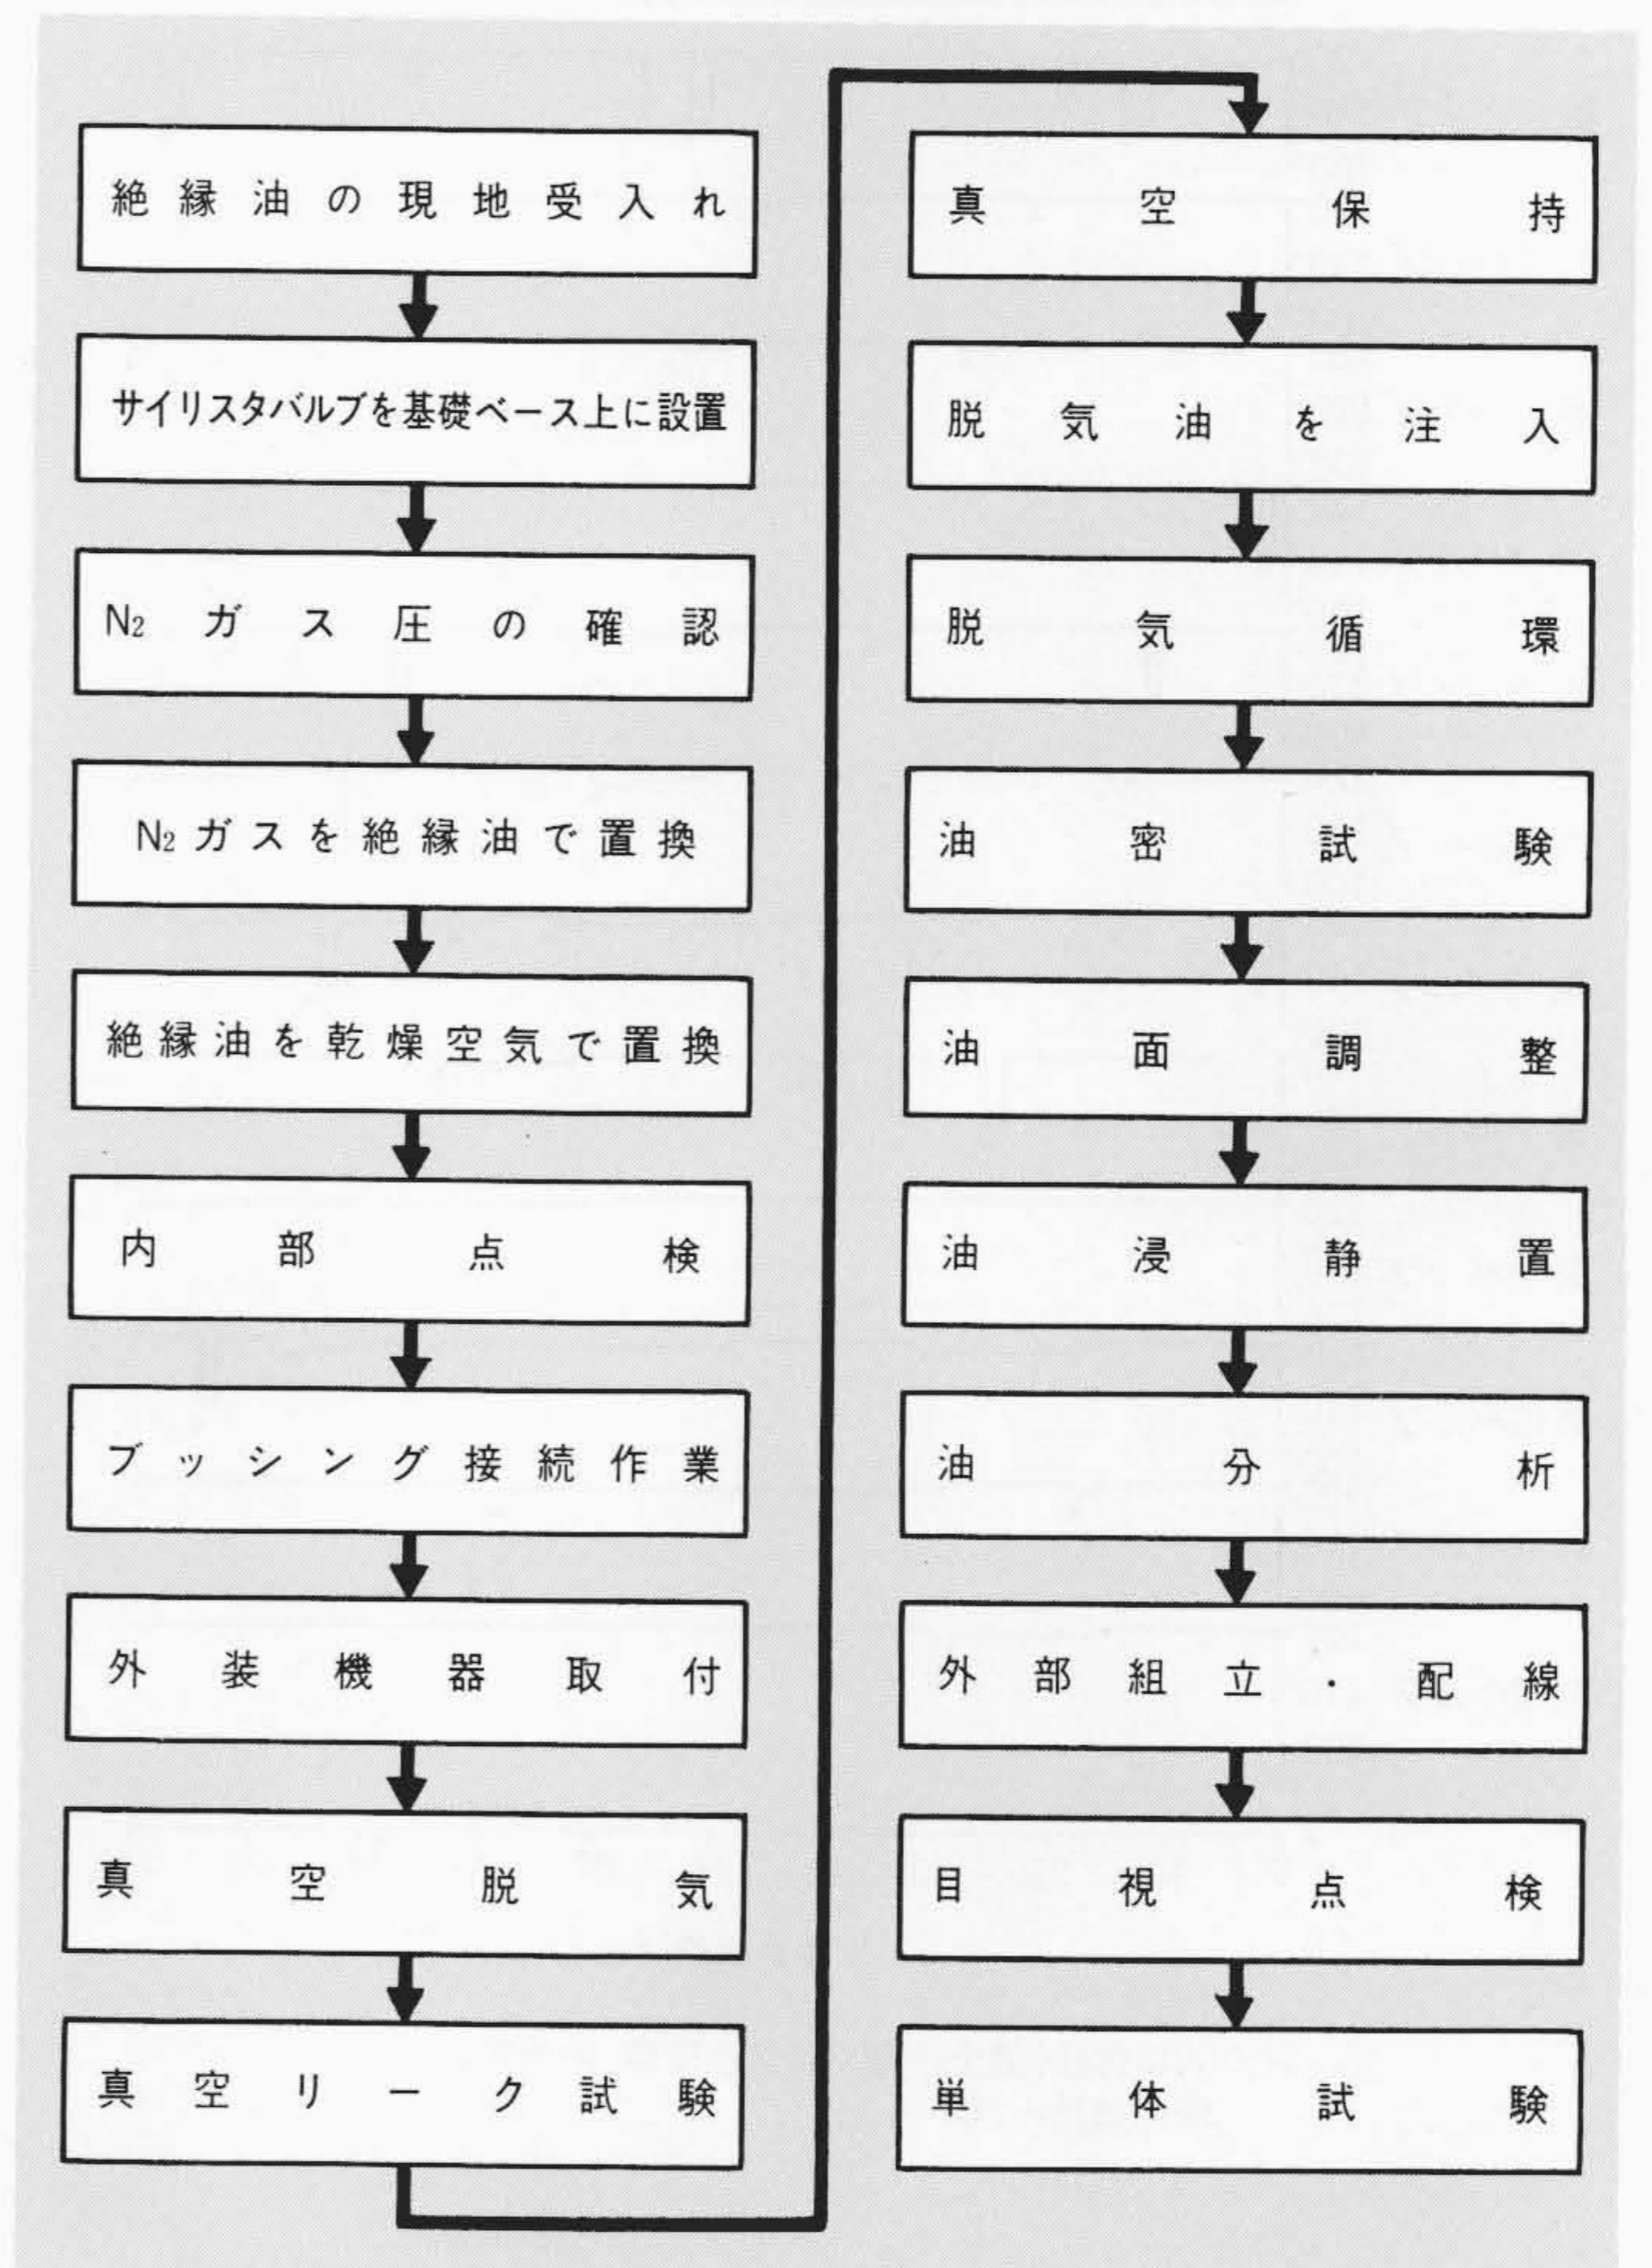 絶縁油の現地受入れ
サイリスタバルブを基礎ベース上に設置
N₂ガス圧の確認
N₂ガスを絶縁油で置換
絶縁油を乾燥空気で置換
内部点検
ブッシング接続作業
外装機器取付
真空脱気
真空リーク試験
真空保持
脱気油を注入
脱気循環
油密試験
油面調整
油浸静置
油分析
外部組立・配線
目視点検
単体試験